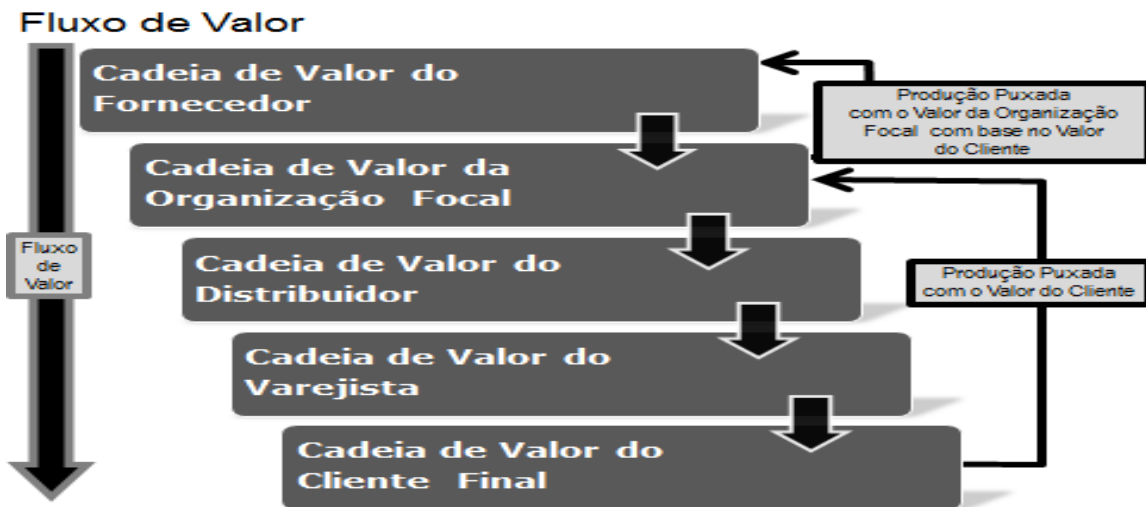 Fluxo de Valor
Cadeia de Valor do
Fornecedor
Produção Puxada
com o Valor da Organização
Focal com base no Valor
do Cliente
Cadeia de Valor da
Organização Focal
Fluxo
de
Valor
Cadeia de Valor do
Distribuidor
Produção Puxada
com o Valor do Cliente
Cadeia de Valor do
Varejista
Cadeia de Valor do
Cliente Final